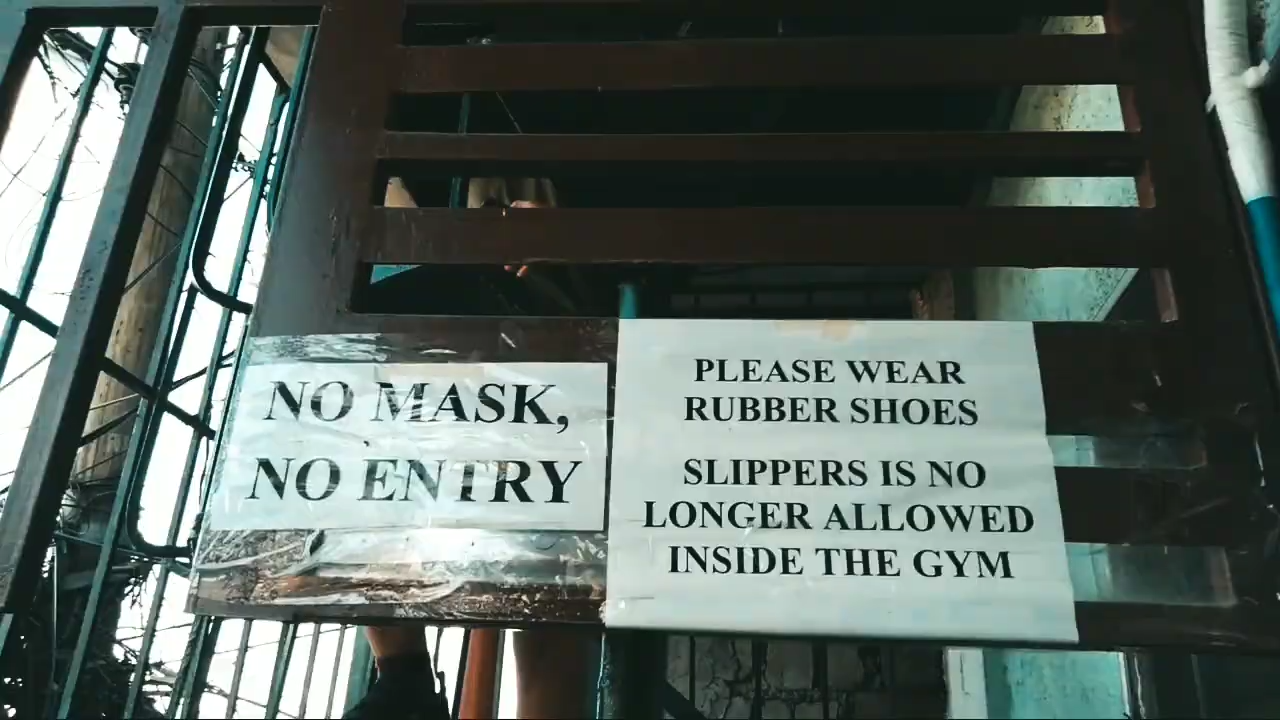 NO MASK,
NO ENTRY
PLEASE WEAR
RUBBER SHOES
SLIPPERS IS NO
LONGER ALLOWED
INSIDE THE GYM